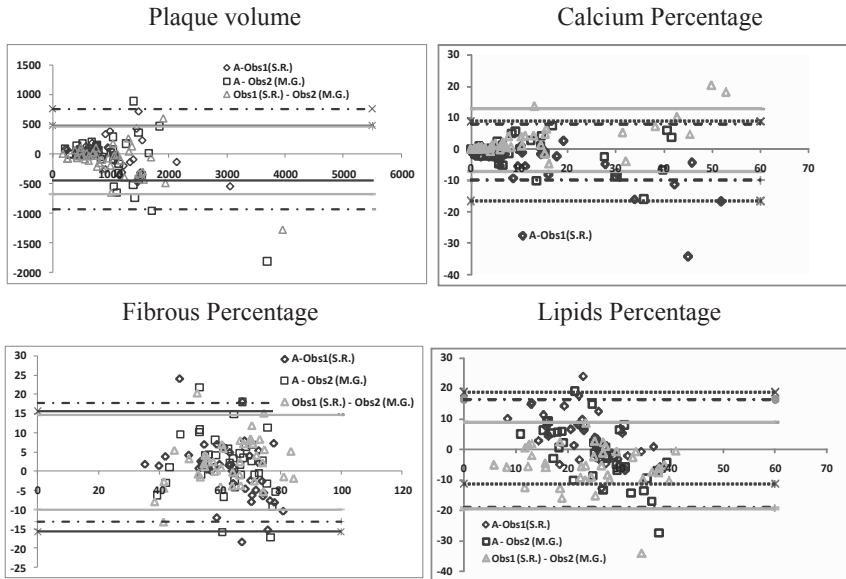 Plaque volume
1500
1000
500
0
-500
-1000
-1500
-2000
0 1000 2000 3000 4000 5000 6000
A-Obs1(S.R.)
A - Obs2 (M.G.)
Obs1 (S.R.) - Obs2 (M.G.)
Calcium Percentage
30
20
10
0
-10
-20
-30
-40
0 10 20 30 40 50 60 70
A-Obs1(S.R.)
Fibrous Percentage
30
25
20
15
10
5
0
-5
-10
-15
-20
-25
0 20 40 60 80 100 120
A-Obs1(S.R.)
A - Obs2 (M.G.)
Obs1 (S.R.) - Obs2 (M.G.)
Lipids Percentage
30
20
10
0
-10
-20
-30
-40
0 10 20 30 40 50 60 70
A-Obs1(S.R.)
A - Obs2 (M.G.)
Obs1 (S.R.) - Obs2 (M.G.)